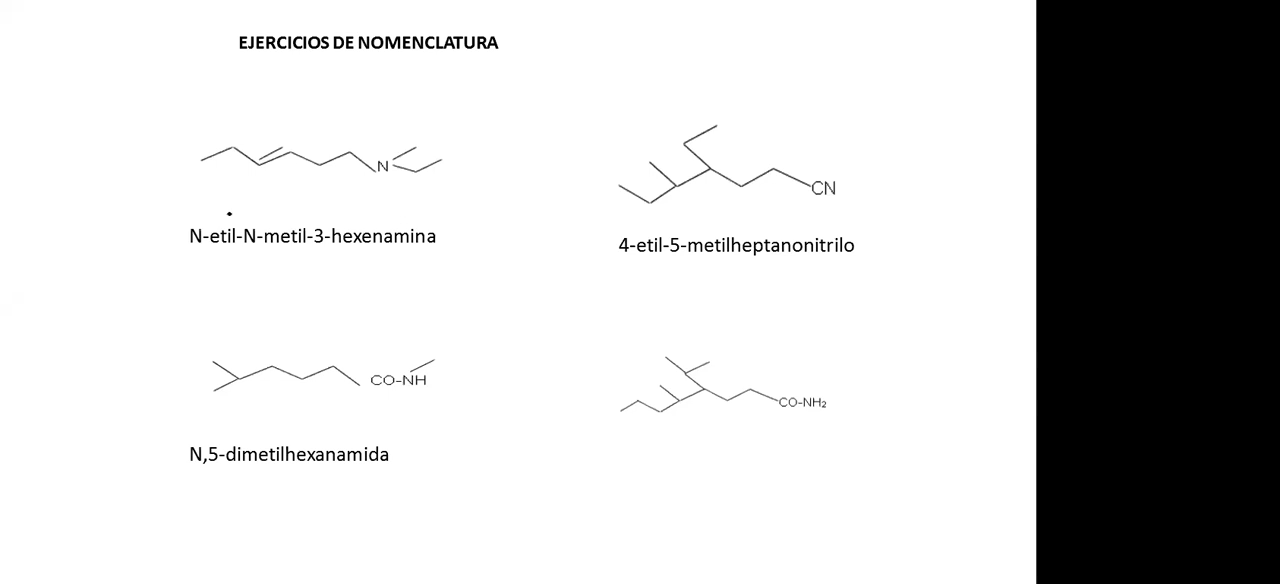 EJERCICIOS DE NOMENCLATURA
N
CN
N-etil-N-metil-3-hexenamina
4-etil-5-metilheptanonitrilo
CO-NH
CO-NH₂
N,5-dimetilhexanamida